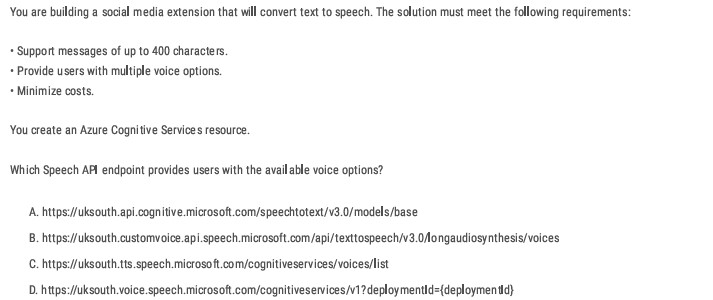 You are building a social media extension that will convert text to speech. The solution must meet the following requirements:
• Support messages of up to 400 characters.
• Provide users with multiple voice options.
• Minimize costs.
You create an Azure Cognitive Services resource.
Which Speech API endpoint provides users with the available voice options?
A. https://uksouth.api.cognitive.microsoft.com/speechtotext/v3.0/models/base
B. https://uksouth.customvoice.api.speech.microsoft.com/api/texttospeech/v3.0/longaudiosynthesis/voices
C. https://uksouth.tts.speech.microsoft.com/cognitiveservices/voices/list
D. https://uksouth.voice.speech.microsoft.com/cognitiveservices/v1?deploymentId={deploymentId}